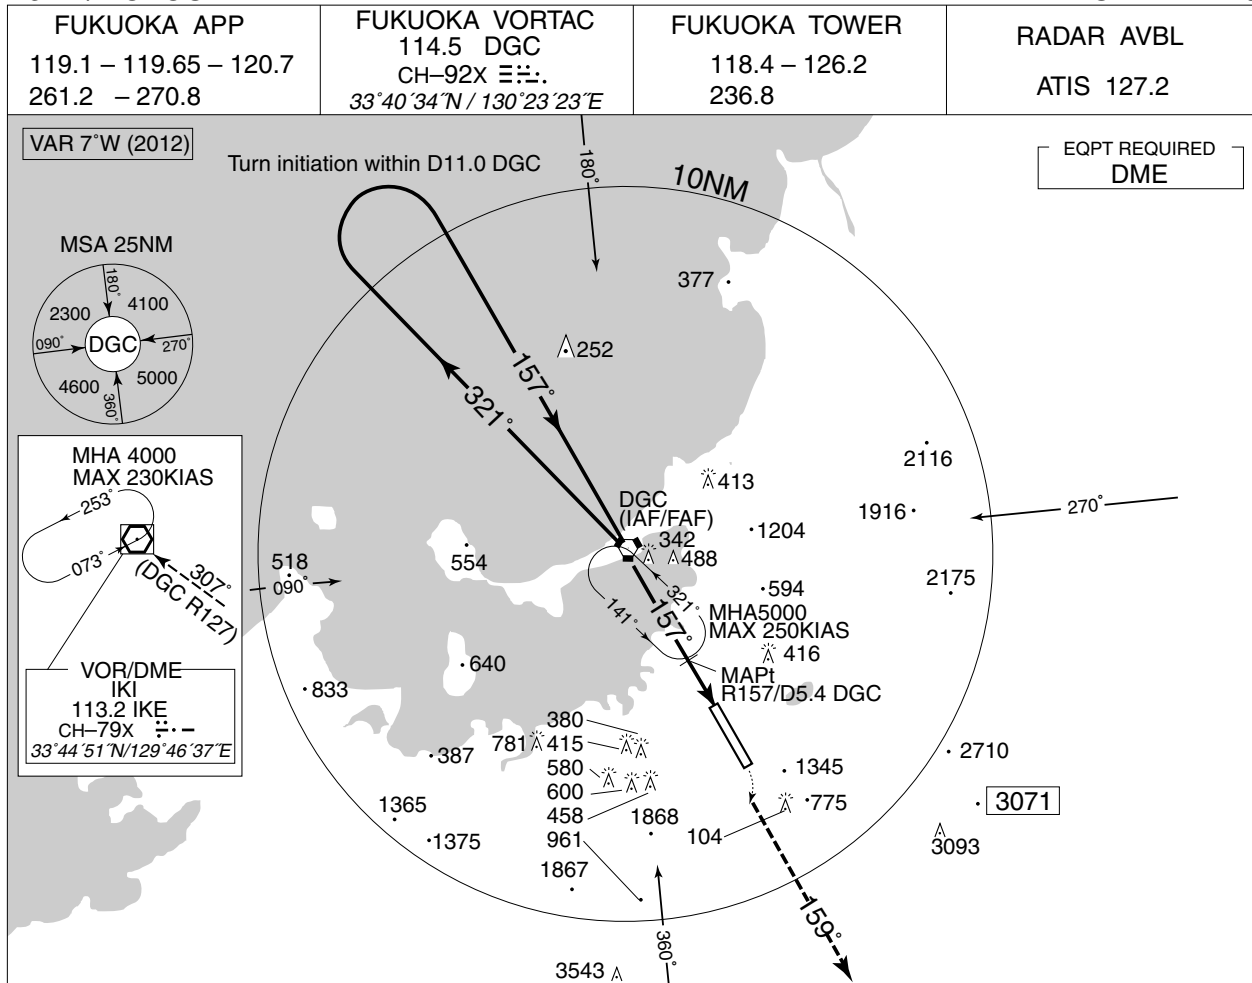 FUKUOKA APP
119.1 – 119.65 – 120.7
261.2 – 270.8
FUKUOKA VORTAC
114.5 DGC
CH–92X
33°40´34˝N / 130°23´23˝E
FUKUOKA TOWER
118.4 – 126.2
236.8
RADAR AVBL
ATIS 127.2
VAR 7°W (2012)
Turn initiation within D11.0 DGC
180°
10NM
EQPT REQUIRED
DME
MSA 25NM
180°
2300
4100
090°
DGC
270°
4600
5000
360°
377
252
157°
321°
MHA 4000
MAX 230KIAS
253°
073°
307°
(DGC R127)
VOR/DME
IKI
113.2 IKE
CH–79X
33°44´51˝N/129°46´37˝E
2116
413
DGC
(IAF/FAF)
1916
270°
1204
342
488
554
518
090°
594
2175
321°
141°
157°
MHA5000
MAX 250KIAS
416
640
MAPt
R157/D5.4 DGC
833
380
781
415
387
580
600
458
1345
2710
775
3071
1365
1375
1868
104
3093
961
1867
159°
360°
3543